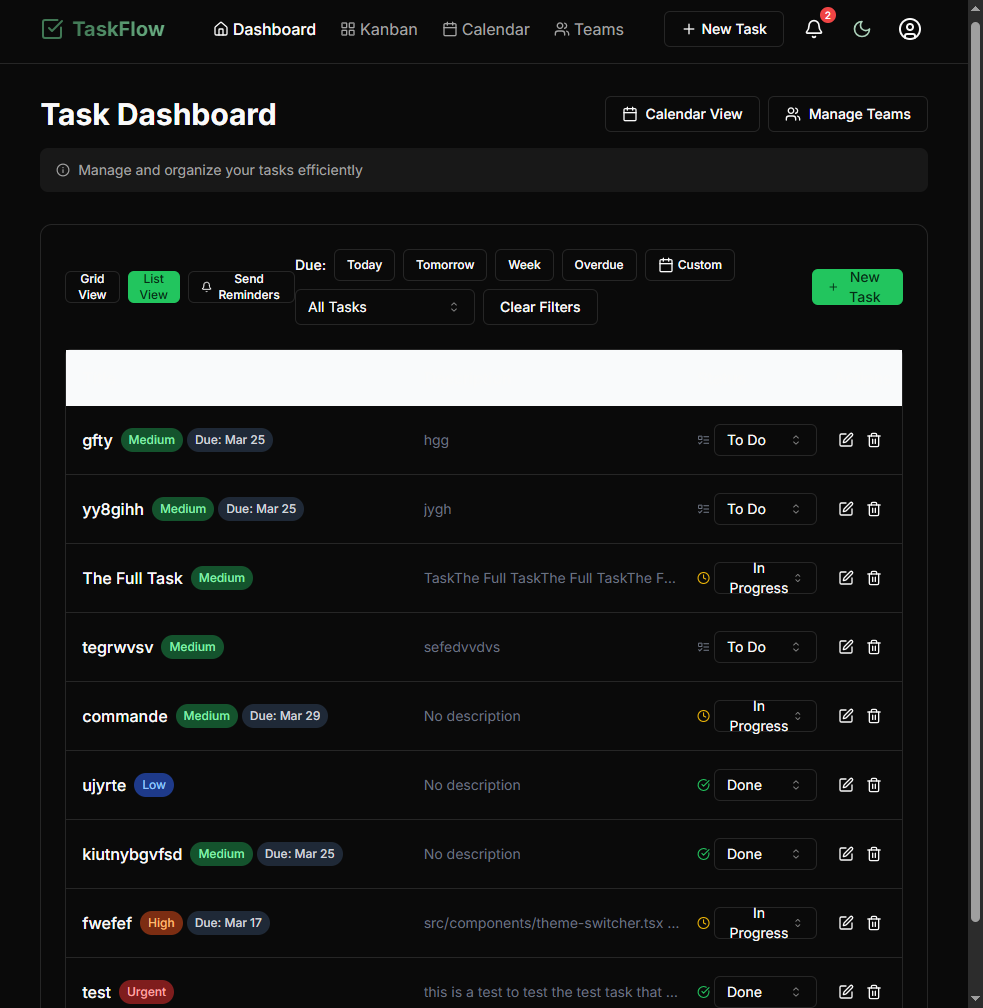 TaskFlow
Dashboard
Kanban
Calendar
Teams
New Task
2
Task Dashboard
Calendar View
Manage Teams
Manage and organize your tasks efficiently
Grid
View
List
View
Send
Reminders
Due:
Today
Tomorrow
Week
Overdue
Custom
All Tasks
Clear Filters
New
Task
gfty Medium Due: Mar 25 hgg To Do
yy8gihh Medium Due: Mar 25 jygh To Do
The Full Task Medium TaskThe Full TaskThe Full TaskThe F... In
Progress
tegrwvsv Medium sefedvvdvs To Do
commande Medium Due: Mar 29 No description In
Progress
ujyrte Low No description Done
kiutnybgvfsd Medium Due: Mar 25 No description Done
fwefef High Due: Mar 17 src/components/theme-switcher.tsx ... In
Progress
test Urgent this is a test to test the test task that ... Done